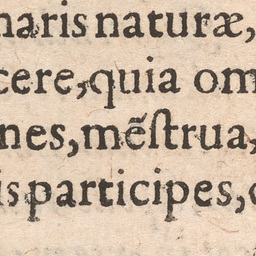 naris naturæ,
cere, quia om
nes, mẽſtrua,
is participes, c